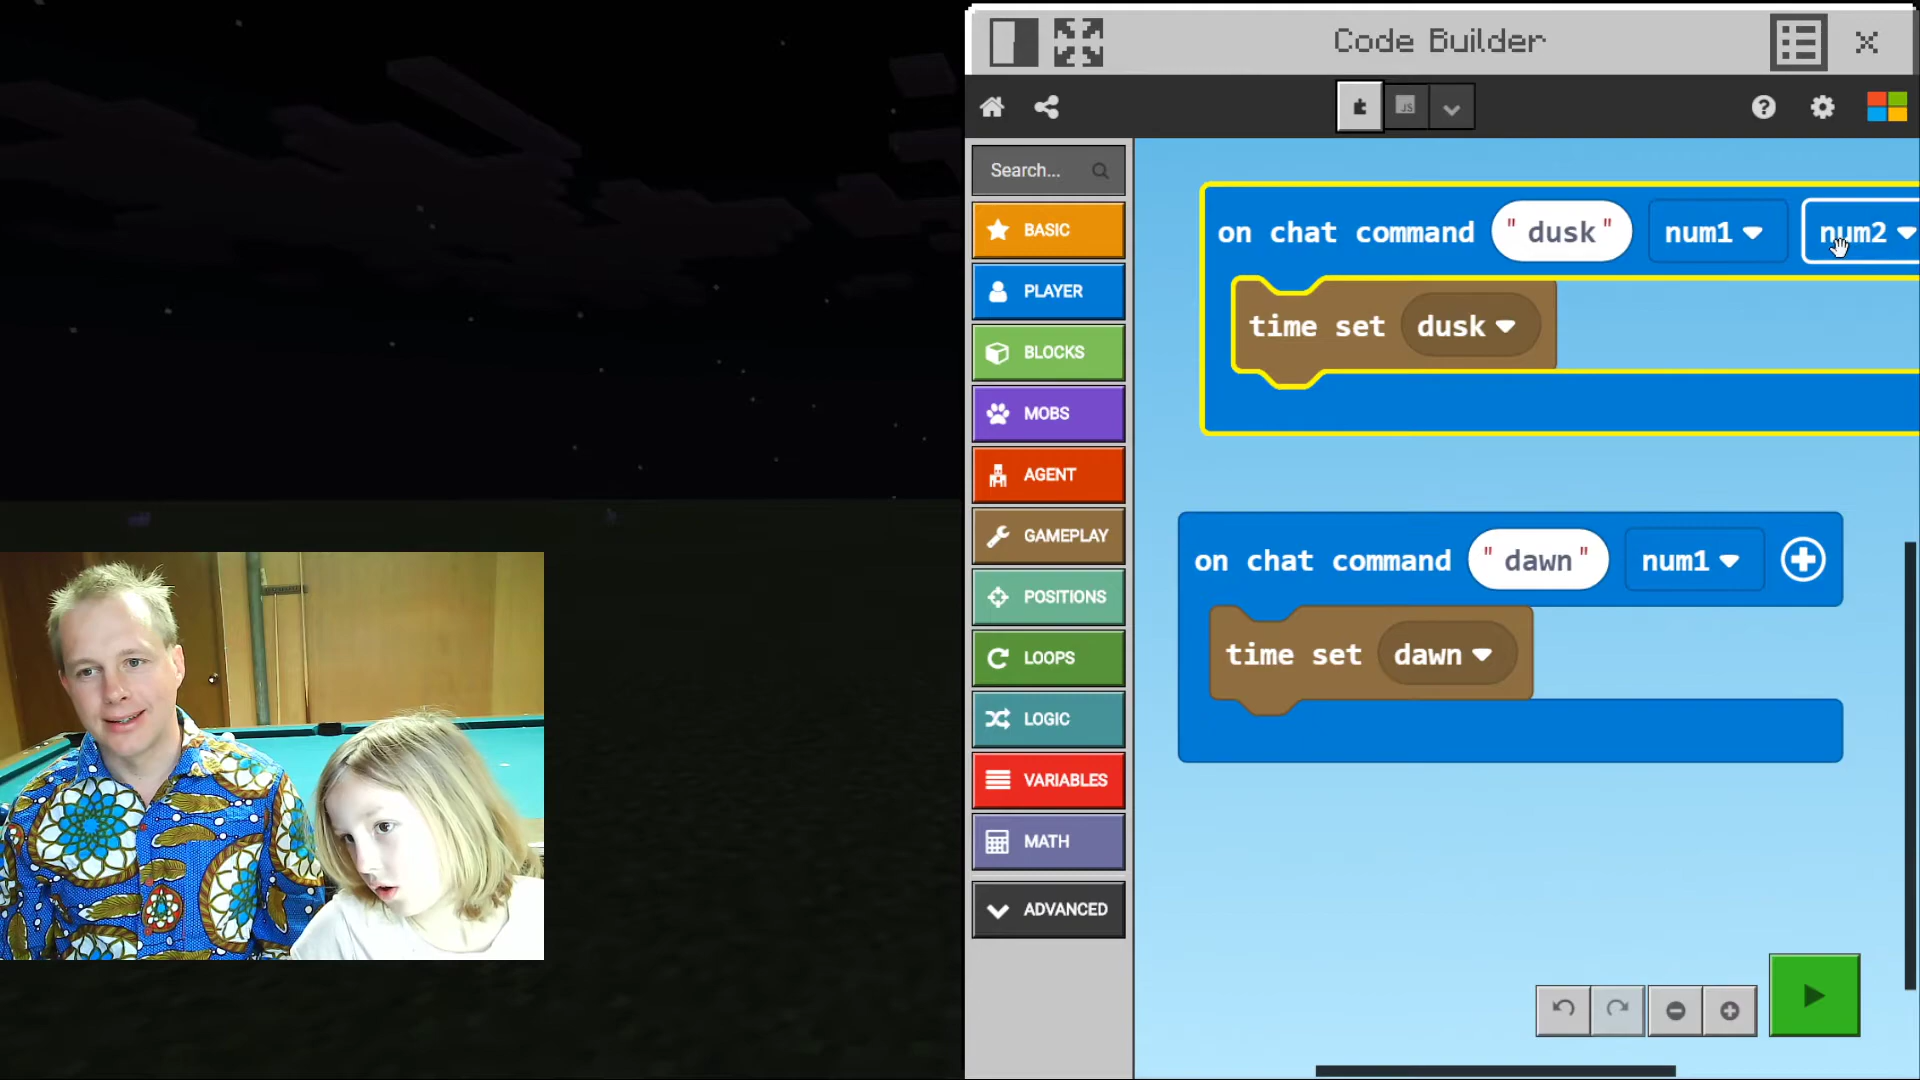 Code Builder
JS
Search...
BASIC
PLAYER
BLOCKS
MOBS
AGENT
GAMEPLAY
POSITIONS
LOOPS
LOGIC
VARIABLES
MATH
ADVANCED
on chat command "dusk" num1 num2
time set dusk
on chat command "dawn" num1
time set dawn